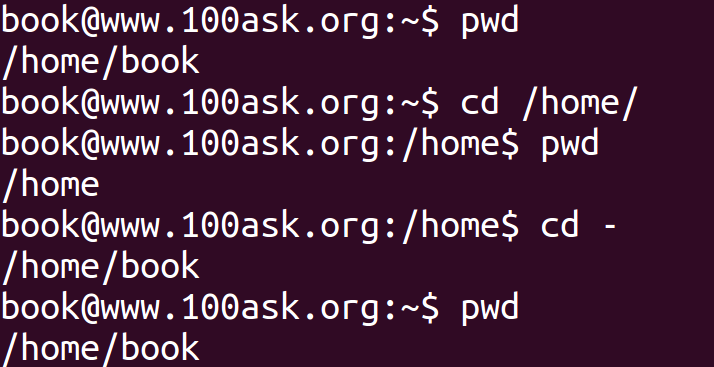 book@www.100ask.org:~$ pwd
/home/book
book@www.100ask.org:~$ cd /home/
book@www.100ask.org:/home$ pwd
/home
book@www.100ask.org:/home$ cd -
/home/book
book@www.100ask.org:~$ pwd
/home/book